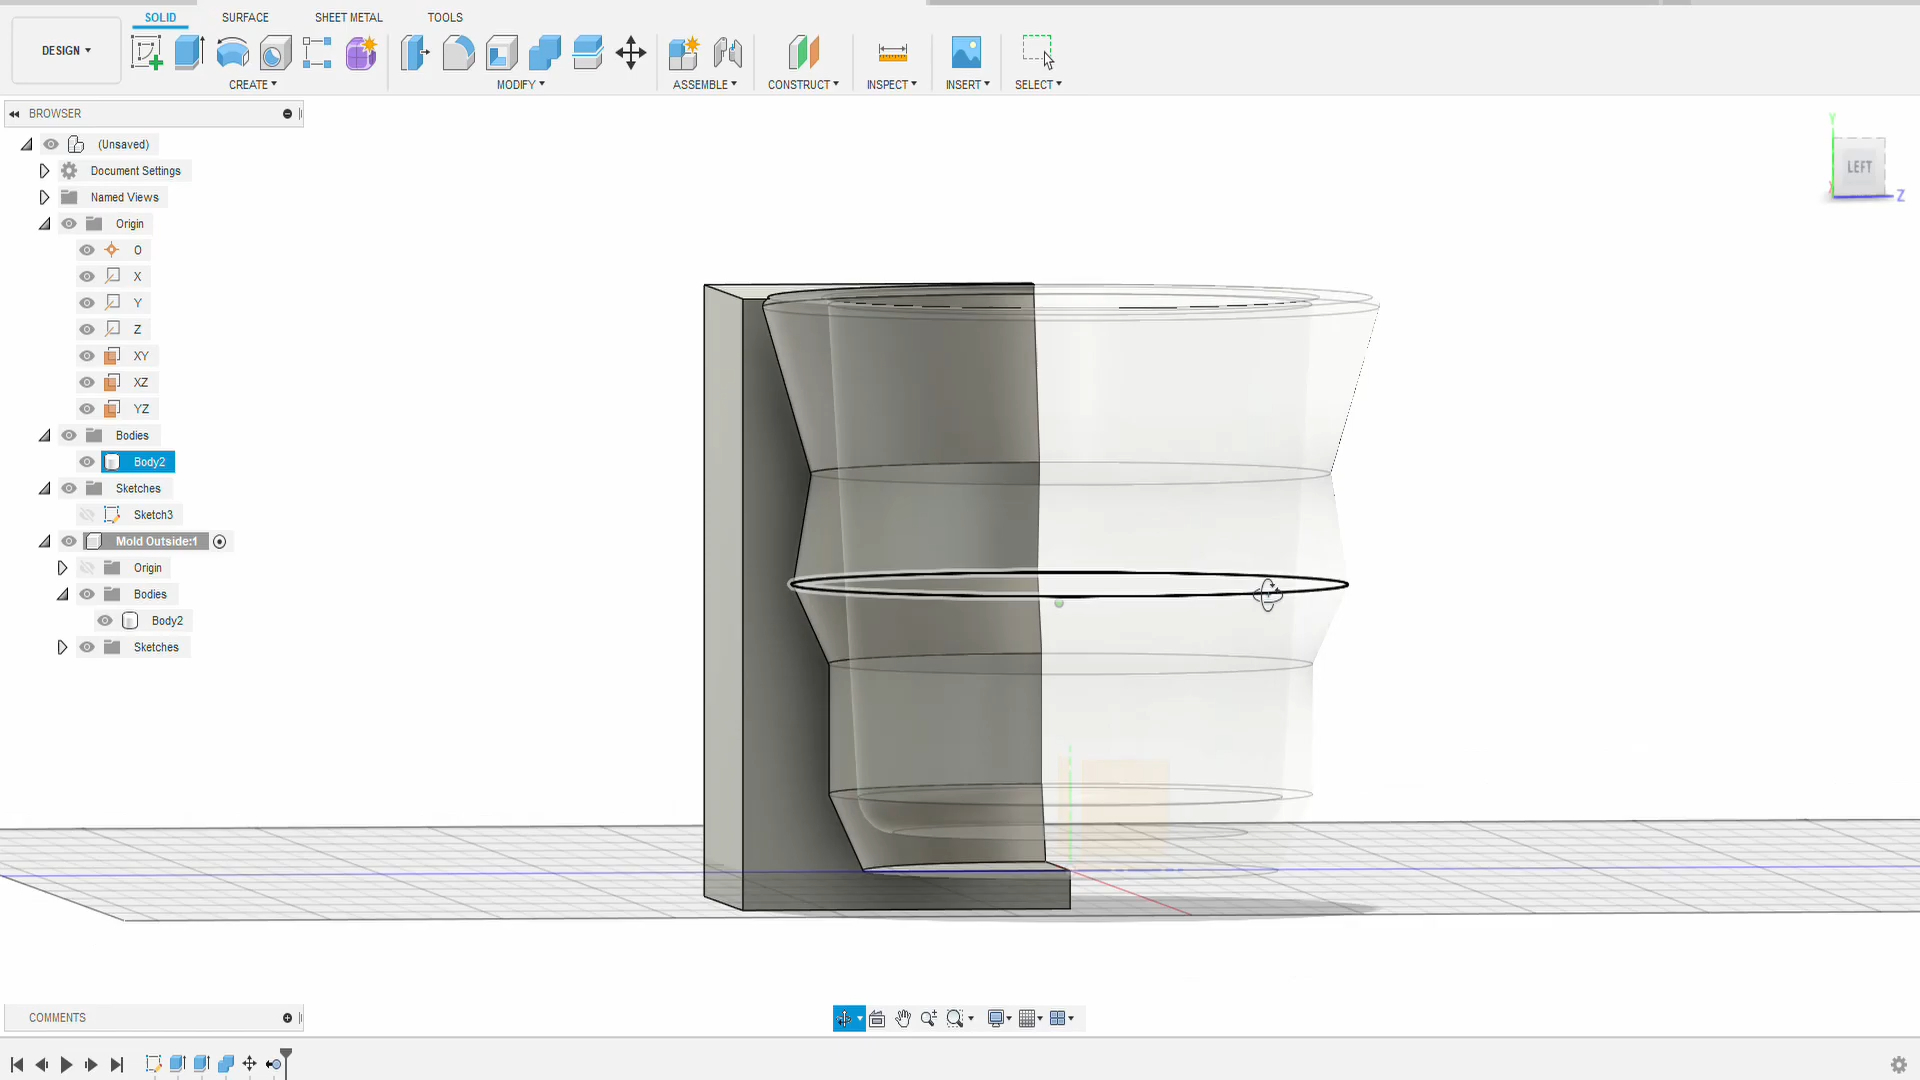 SOLID SURFACE SHEET METAL TOOLS
DESIGN
CREATE MODIFY ASSEMBLE CONSTRUCT INSPECT INSERT SELECT
BROWSER
(Unsaved)
Document Settings
Named Views
Origin
O
X
Y
Z
XY
XZ
YZ
Bodies
Body2
Sketches
Sketch3
Mold Outside:1
Origin
Bodies
Body2
Sketches
Y
LEFT
Z
COMMENTS